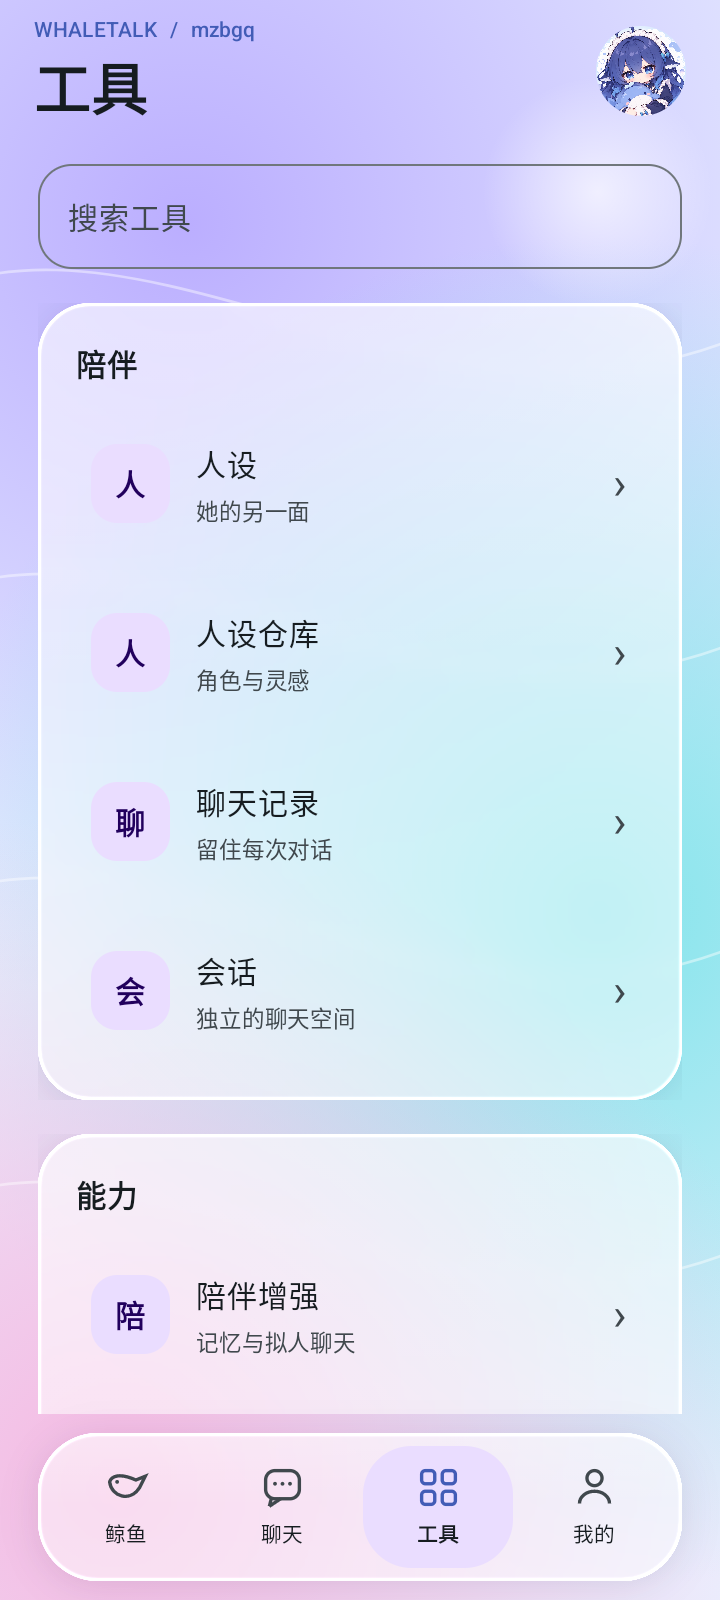 WHALETALK / mzbgq
工具
搜索工具
陪伴
人
人设
她的另一面
人
人设仓库
角色与灵感
聊
聊天记录
留住每次对话
会
会话
独立的聊天空间
能力
陪
陪伴增强
记忆与拟人聊天
鲸鱼
聊天
工具
我的